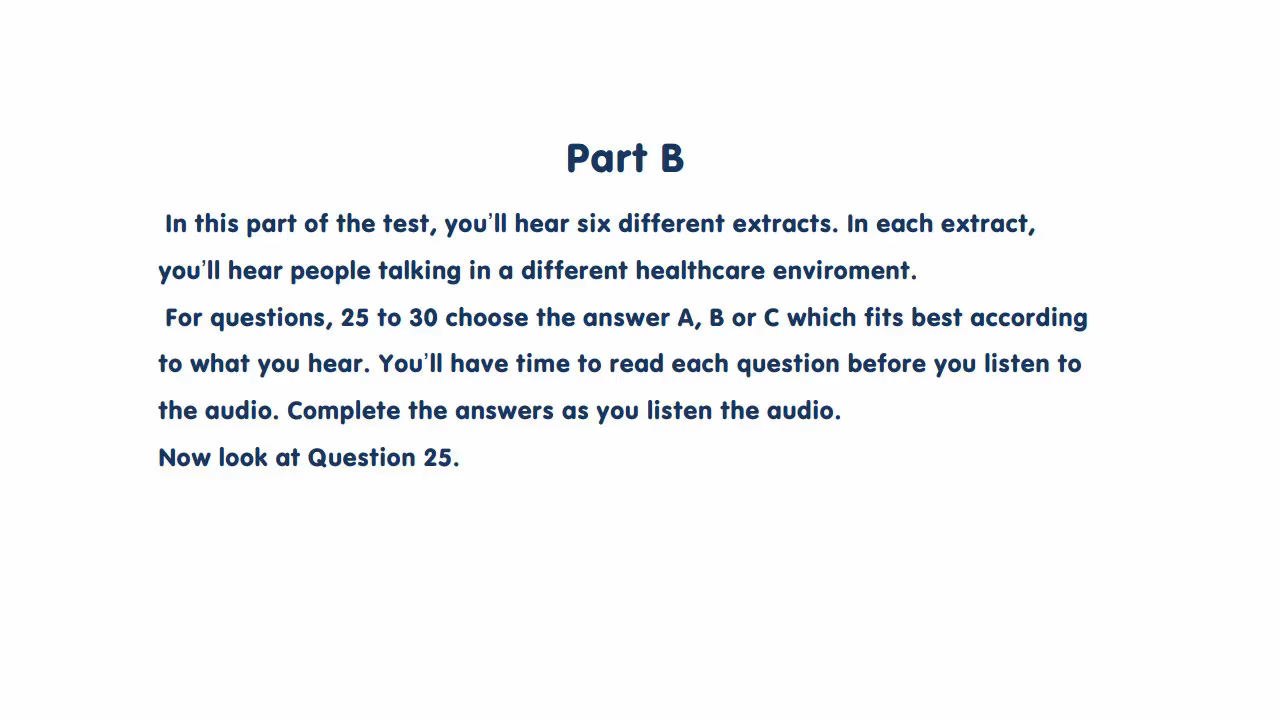 Part B
In this part of the test, you'll hear six different extracts. In each extract,
you'll hear people talking in a different healthcare enviroment.
For questions, 25 to 30 choose the answer A, B or C which fits best according
to what you hear. You'll have time to read each question before you listen to
the audio. Complete the answers as you listen the audio.
Now look at Question 25.